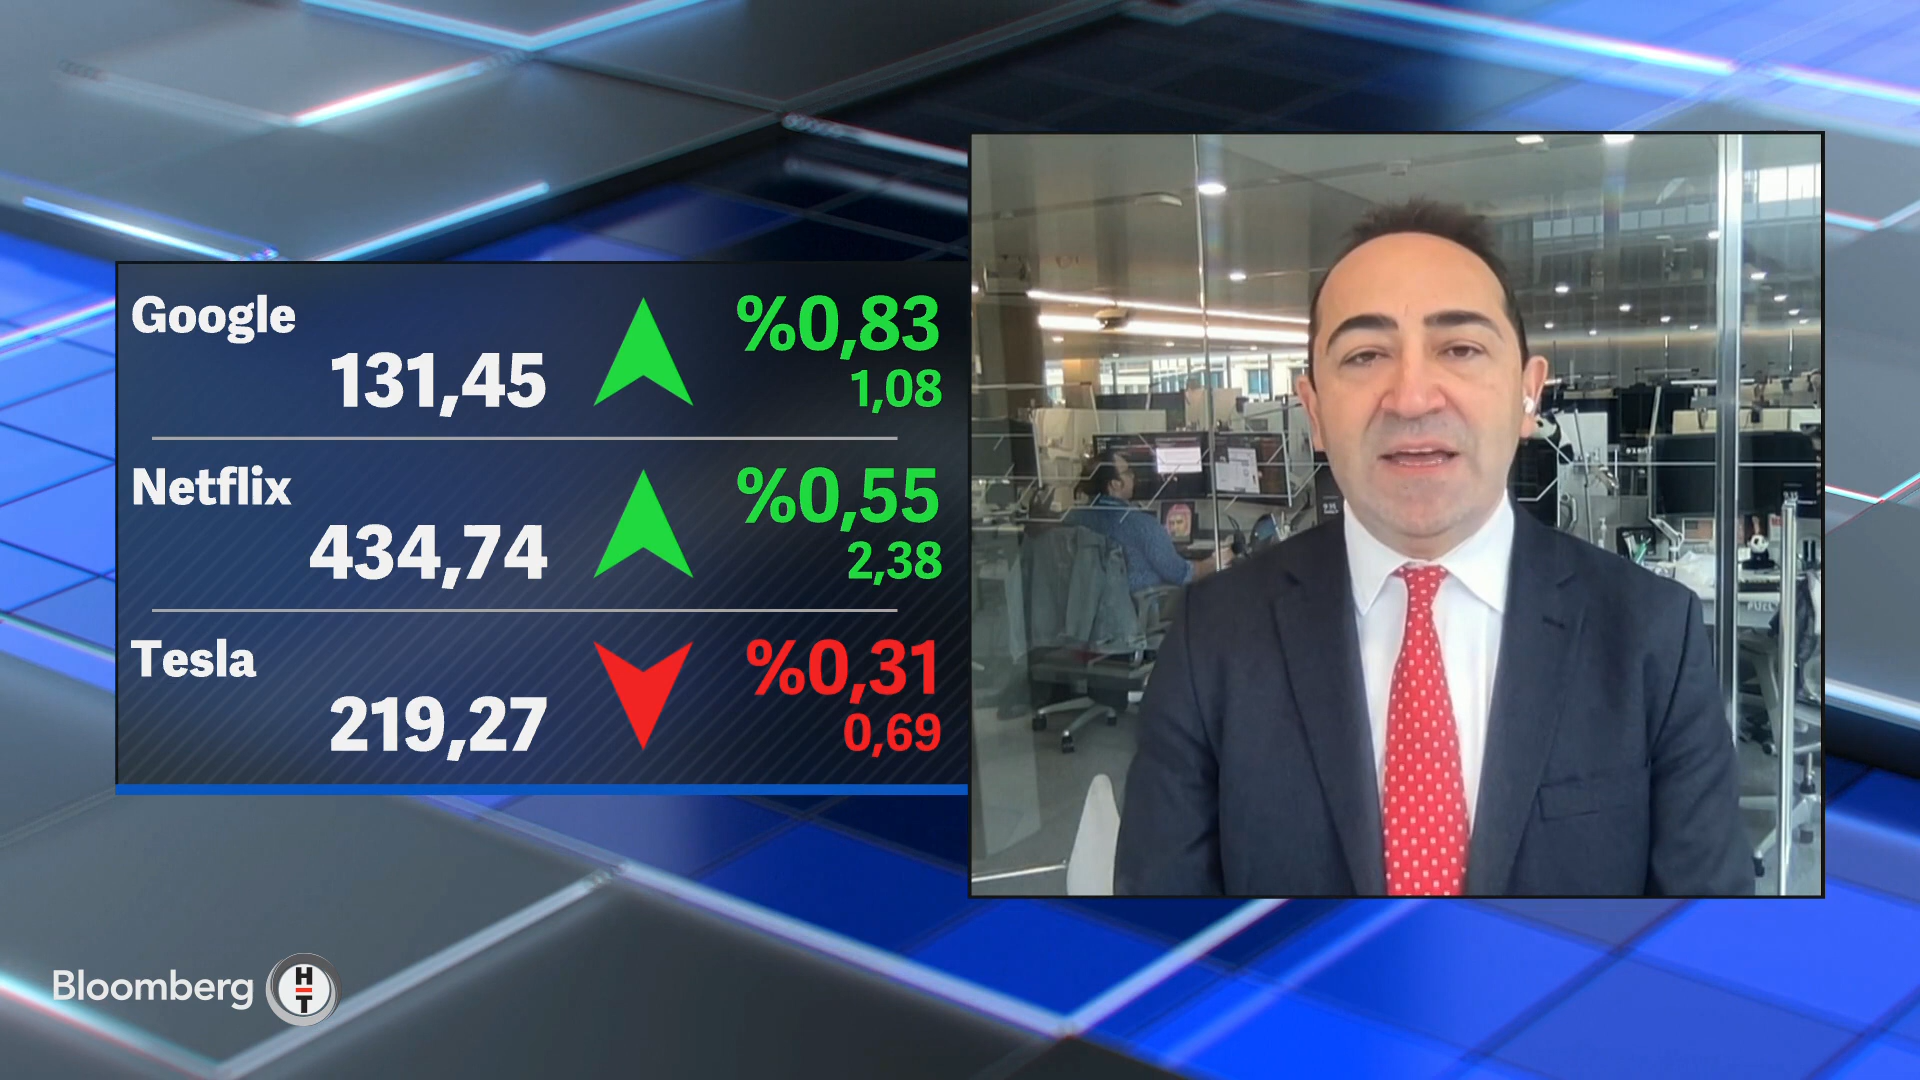 Google
131,45
%0,83
1,08
Netflix
434,74
%0,55
2,38
Tesla
219,27
%0,31
0,69
Bloomberg HT